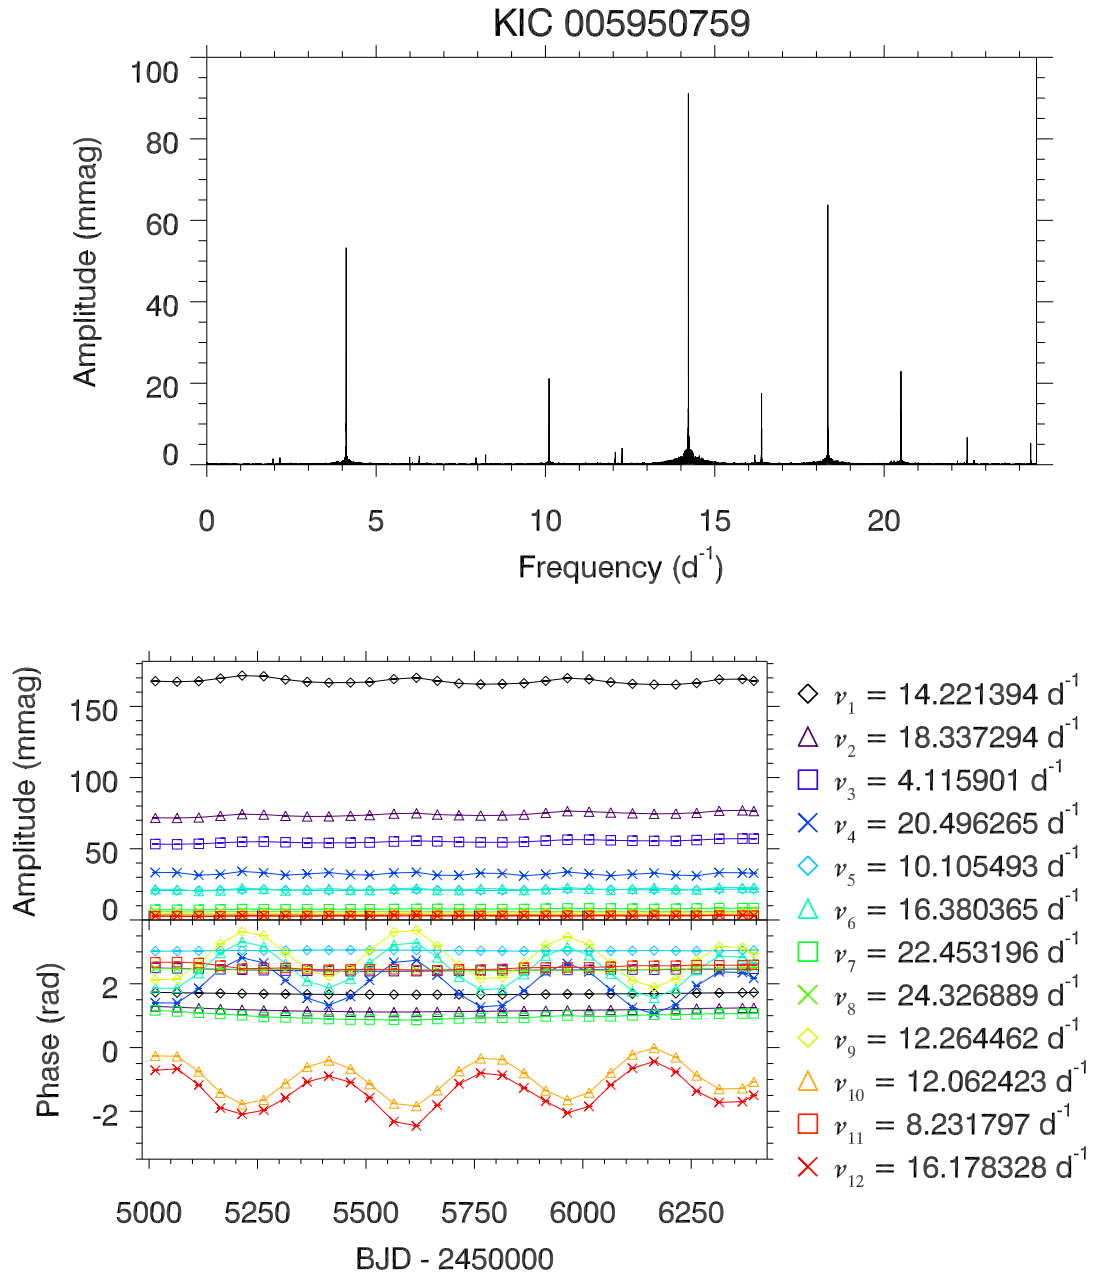 KIC 005950759
100
80
60
40
20
0
Amplitude (mmag)
0 5 10 15 20
Frequency (d⁻¹)
150
100
50
0
Amplitude (mmag)
2
0
-2
Phase (rad)
5000 5250 5500 5750 6000 6250
BJD - 2450000
ν₁ = 14.221394 d⁻¹
ν₂ = 18.337294 d⁻¹
ν₃ = 4.115901 d⁻¹
ν₄ = 20.496265 d⁻¹
ν₅ = 10.105493 d⁻¹
ν₆ = 16.380365 d⁻¹
ν₇ = 22.453196 d⁻¹
ν₈ = 24.326889 d⁻¹
ν₉ = 12.264462 d⁻¹
ν₁₀ = 12.062423 d⁻¹
ν₁₁ = 8.231797 d⁻¹
ν₁₂ = 16.178328 d⁻¹